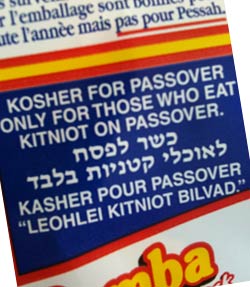 l'emballage sont bonnes p
ute l'année mais pas pour Pessah.
KOSHER FOR PASSOVER
ONLY FOR THOSE WHO EAT
KITNIOT ON PASSOVER.
כשר לפסח
לאוכלי קטניות בלבד
KASHER POUR PASSOVER
"LEOHLEI KITNIOT BILVAD."
mba